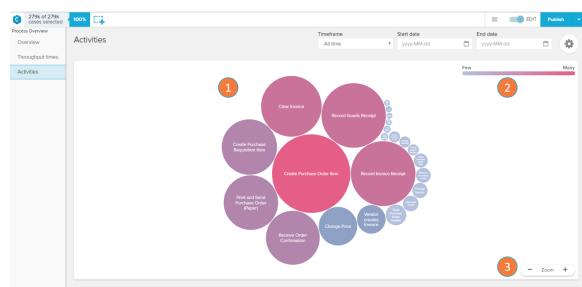 279k of 279k
cases selected
100%
EDIT
Publish
Process Overview
Overview
Throughput times
Activities
Activities
Timeframe
All time
Start date
yyyy-MM-dd
End date
yyyy-MM-dd
Few
Many
1
2
3
Clear Invoice
Record Goods Receipt
Create Purchase
Requisition Item
Create Purchase Order Item
Record Invoice Receipt
Print and Send
Purchase Order
(Paper)
Receive Order
Confirmation
Change Price
Vendor
creates
invoice
− Zoom +